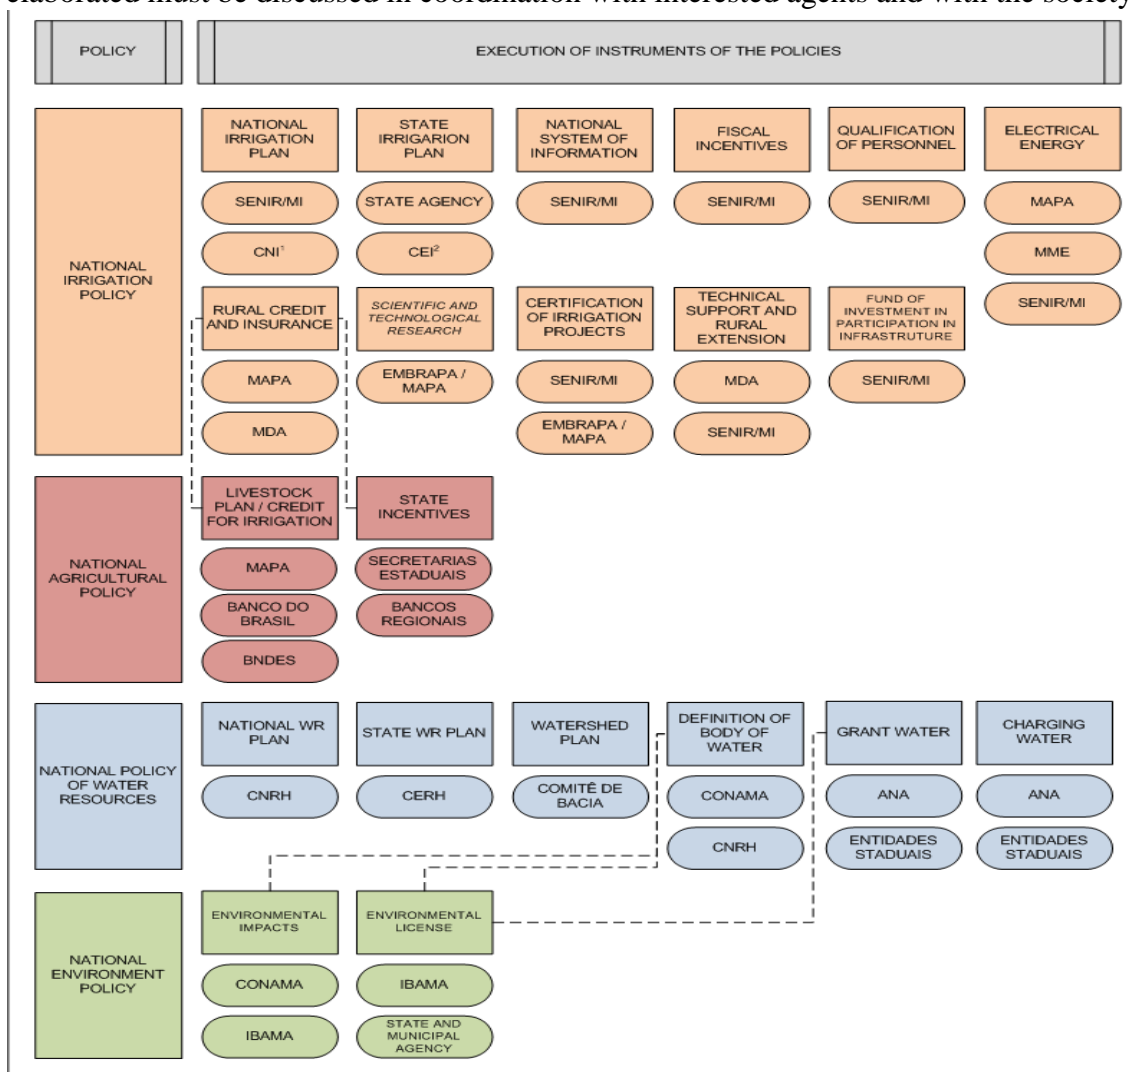 elaborated must be discussed in coordination with interested agents and with the society
POLICY
EXECUTION OF INSTRUMENTS OF THE POLICIES
NATIONAL
IRRIGATION
POLICY
NATIONAL
IRRIGATION
PLAN
SENIR/MI
CNI¹
STATE
IRRIGARION
PLAN
STATE AGENCY
CEI²
NATIONAL
SYSTEM OF
INFORMATION
SENIR/MI
FISCAL
INCENTIVES
SENIR/MI
QUALIFICATION
OF PERSONNEL
SENIR/MI
ELECTRICAL
ENERGY
MAPA
MME
SENIR/MI
RURAL CREDIT
AND INSURANCE
MAPA
MDA
SCIENTIFIC AND
TECHNOLOGICAL
RESEARCH
EMBRAPA /
MAPA
CERTIFICATION
OF IRRIGATION
PROJECTS
SENIR/MI
EMBRAPA /
MAPA
TECHNICAL
SUPPORT AND
RURAL
EXTENSION
MDA
SENIR/MI
FUND OF
INVESTMENT IN
PARTICIPATION IN
INFRASTRUTURE
SENIR/MI
NATIONAL
AGRICULTURAL
POLICY
LIVESTOCK
PLAN / CREDIT
FOR IRRIGATION
MAPA
BANCO DO
BRASIL
BNDES
STATE
INCENTIVES
SECRETARIAS
ESTADUAIS
BANCOS
REGIONAIS
NATIONAL POLICY
OF WATER
RESOURCES
NATIONAL WR
PLAN
CNRH
STATE WR PLAN
CERH
WATERSHED
PLAN
COMITÊ DE
BACIA
DEFINITION OF
BODY OF
WATER
CONAMA
CNRH
GRANT WATER
ANA
ENTIDADES
STADUAIS
CHARGING
WATER
ANA
ENTIDADES
STADUAIS
NATIONAL
ENVIRONMENT
POLICY
ENVIRONMENTAL
IMPACTS
CONAMA
IBAMA
ENVIRONMENTAL
LICENSE
IBAMA
STATE AND
MUNICIPAL
AGENCY